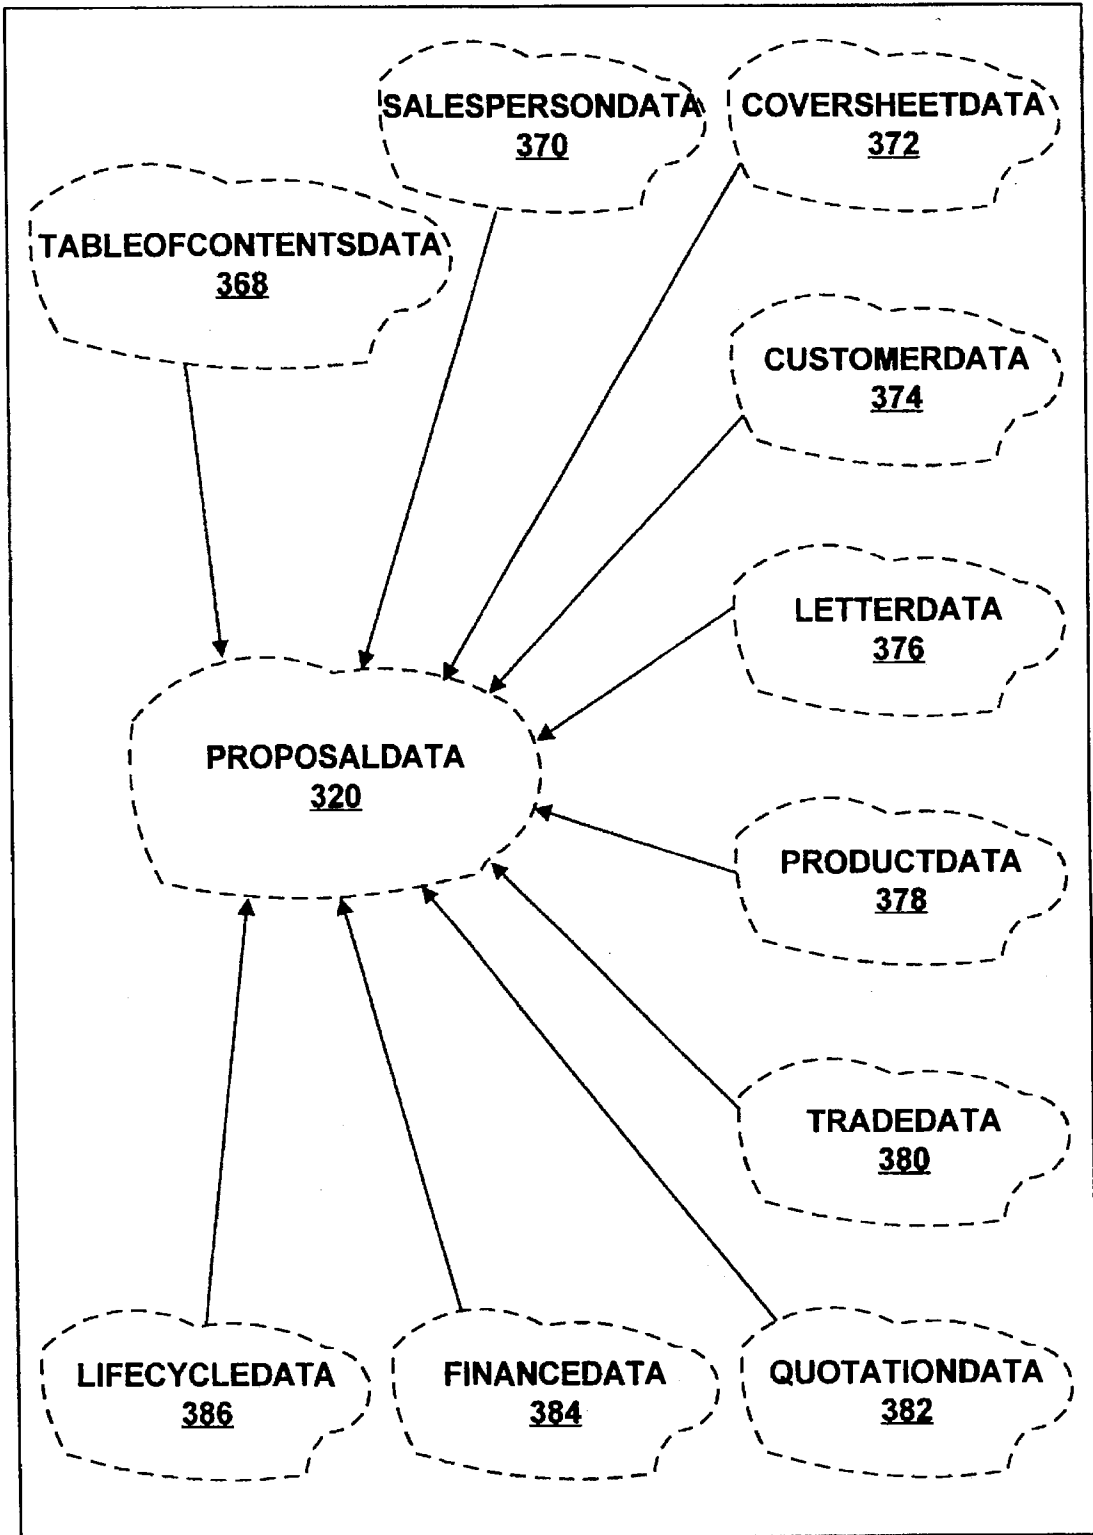 SALESPERSONDATA
370
COVERSHEETDATA
372
TABLEOFCONTENTSDATA
368
CUSTOMERDATA
374
LETTERDATA
376
PROPOSALDATA
320
PRODUCTDATA
378
TRADEDATA
380
LIFECYCLEDATA
386
FINANCEDATA
384
QUOTATIONDATA
382